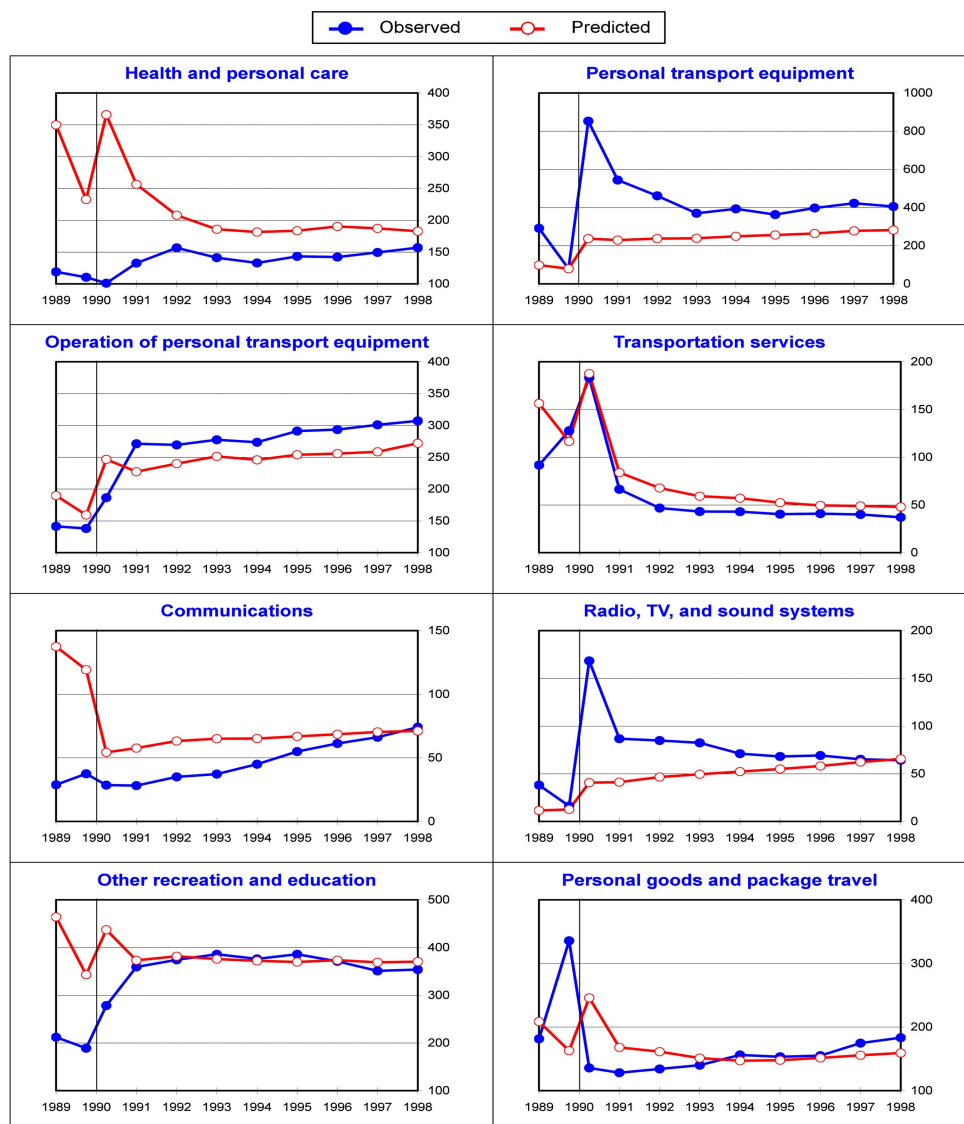 Observed Predicted
Health and personal care
400
350
300
250
200
150
100
1989 1990 1991 1992 1993 1994 1995 1996 1997 1998
Personal transport equipment
1000
800
600
400
200
0
1989 1990 1991 1992 1993 1994 1995 1996 1997 1998
Operation of personal transport equipment
400
350
300
250
200
150
100
1989 1990 1991 1992 1993 1994 1995 1996 1997 1998
Transportation services
200
150
100
50
0
1989 1990 1991 1992 1993 1994 1995 1996 1997 1998
Communications
150
100
50
0
1989 1990 1991 1992 1993 1994 1995 1996 1997 1998
Radio, TV, and sound systems
200
150
100
50
0
1989 1990 1991 1992 1993 1994 1995 1996 1997 1998
Other recreation and education
500
400
300
200
100
1989 1990 1991 1992 1993 1994 1995 1996 1997 1998
Personal goods and package travel
400
300
200
100
1989 1990 1991 1992 1993 1994 1995 1996 1997 1998